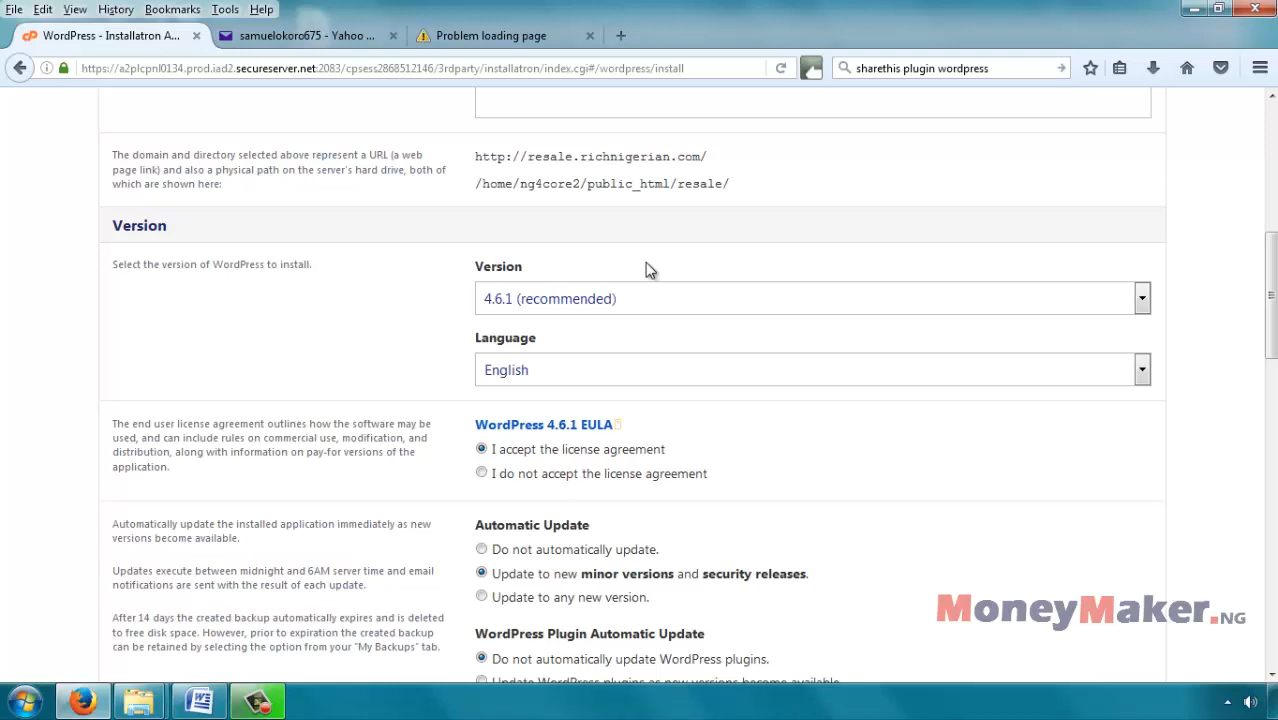 File Edit View History Bookmarks Tools Help
WordPress - Installatron A... samuelokoro675 - Yahoo ... Problem loading page
https://a2plcpnl0134.prod.iad2.secureserver.net:2083/cpsess2868512146/3rdparty/installatron/index.cgi#/wordpress/install sharethis plugin wordpress
The domain and directory selected above represent a URL (a web
page link) and also a physical path on the server's hard drive, both of
which are shown here:
http://resale.richnigerian.com/
/home/ng4core2/public_html/resale/
Version
Select the version of WordPress to install.
Version
4.6.1 (recommended)
Language
English
The end user license agreement outlines how the software may be
used, and can include rules on commercial use, modification, and
distribution, along with information on pay-for versions of the
application.
WordPress 4.6.1 EULA
I accept the license agreement
I do not accept the license agreement
Automatically update the installed application immediately as new
versions become available.
Updates execute between midnight and 6AM server time and email
notifications are sent with the result of each update.
After 14 days the created backup automatically expires and is deleted
to free disk space. However, prior to expiration the created backup
can be retained by selecting the option from your "My Backups" tab.
Automatic Update
Do not automatically update.
Update to new minor versions and security releases.
Update to any new version.
WordPress Plugin Automatic Update
Do not automatically update WordPress plugins.
Update WordPress plugins as new versions become available.
MoneyMaker.NG